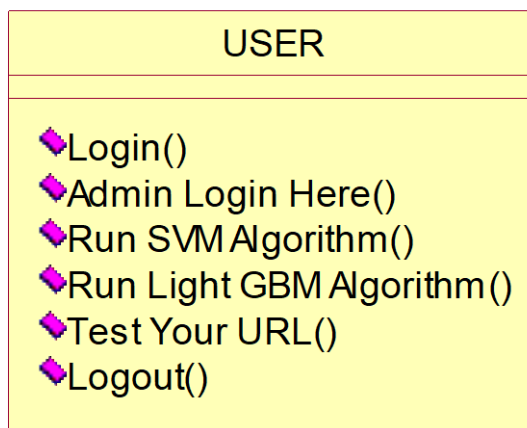 USER
Login()
Admin Login Here()
Run SVM Algorithm()
Run Light GBM Algorithm()
Test Your URL()
Logout()